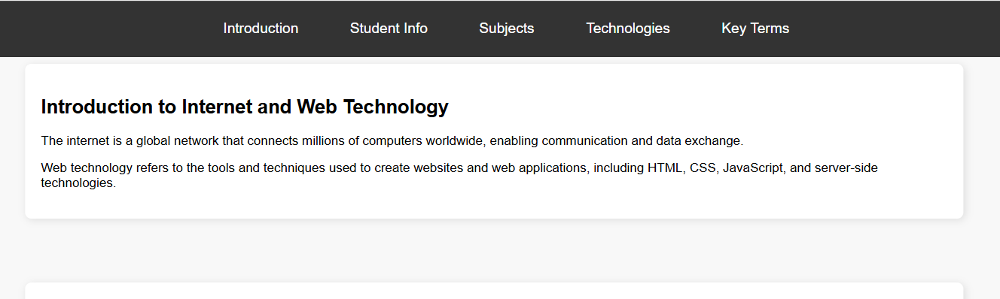 Introduction Student Info Subjects Technologies Key Terms
Introduction to Internet and Web Technology
The internet is a global network that connects millions of computers worldwide, enabling communication and data exchange.
Web technology refers to the tools and techniques used to create websites and web applications, including HTML, CSS, JavaScript, and server-side
technologies.